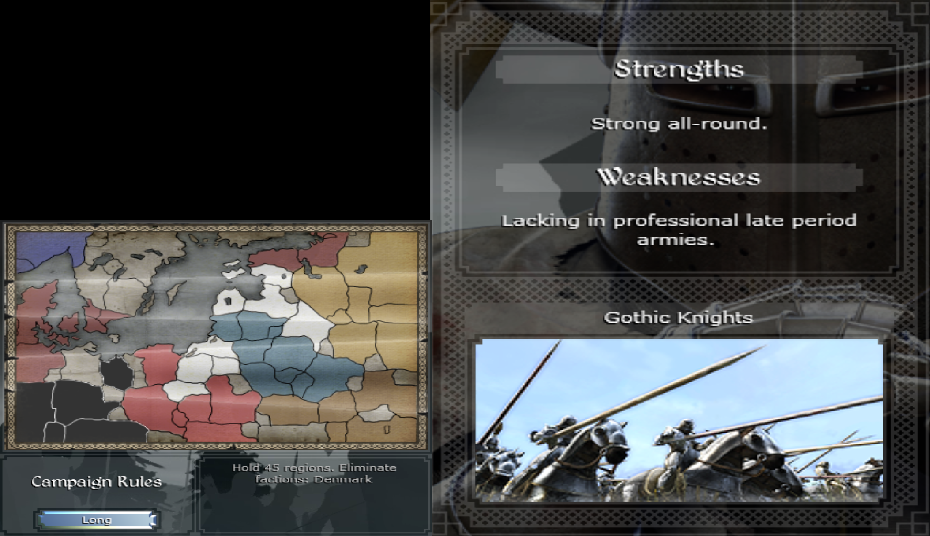 Strengths
Strong all-round.
Weaknesses
Lacking in professional late period
armies.
Gothic Knights
Campaign Rules
Long
Hold 45 regions. Eliminate
factions: Denmark